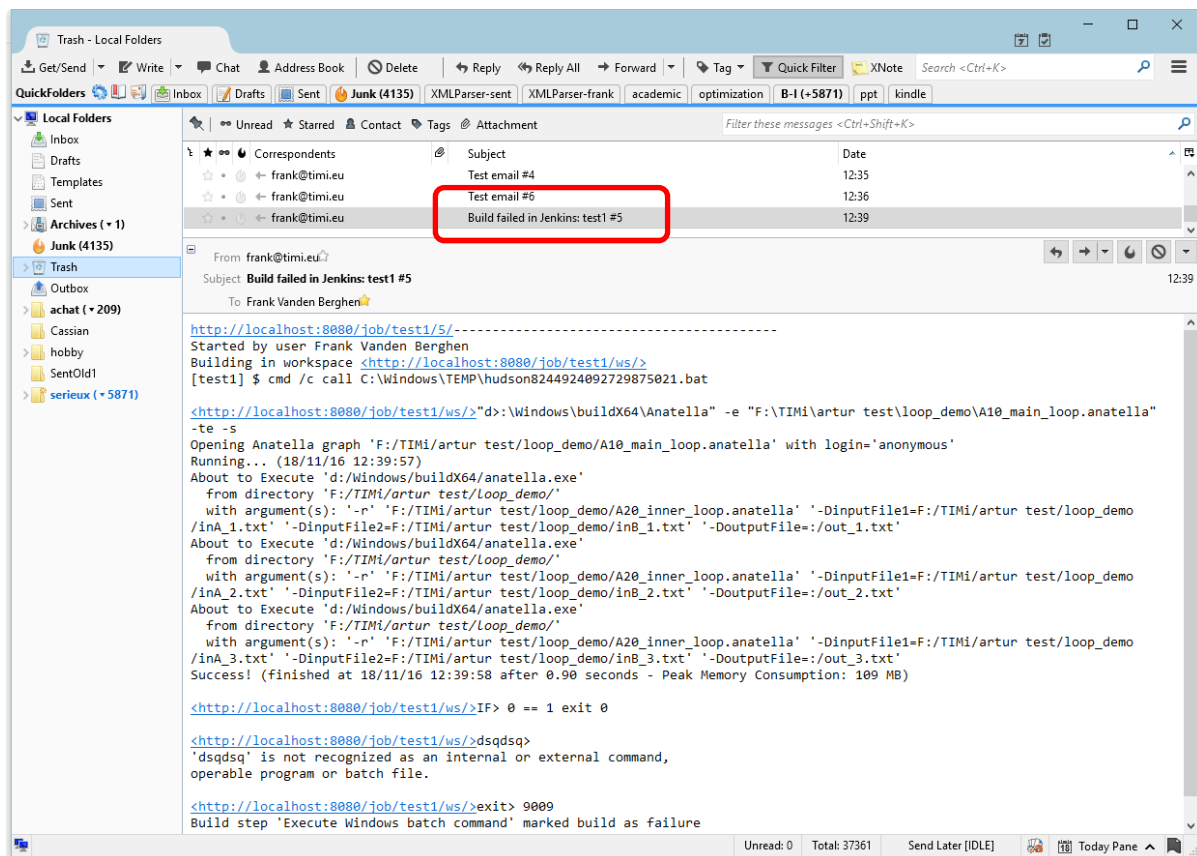 Trash - Local Folders
Get/Send Write Chat Address Book Delete Reply Reply All Forward Tag Quick Filter XNote Search <Ctrl+K>
QuickFolders Inbox Drafts Sent Junk (4135) XMLParser-sent XMLParser-frank academic optimization B-I (+5871) ppt kindle
Local Folders
Inbox
Drafts
Templates
Sent
Archives (▾ 1)
Junk (4135)
Trash
Outbox
achat (▾ 209)
Cassian
hobby
SentOld1
serieux (▾ 5871)
Unread Starred Contact Tags Attachment Filter these messages <Ctrl+Shift+K>
Correspondents Subject Date
frank@timi.eu Test email #4 12:35
frank@timi.eu Test email #6 12:36
frank@timi.eu Build failed in Jenkins: test1 #5 12:39
From frank@timi.eu
Subject Build failed in Jenkins: test1 #5 12:39
To Frank Vanden Berghen
http://localhost:8080/job/test1/5/------------------------------------------
Started by user Frank Vanden Berghen
Building in workspace <http://localhost:8080/job/test1/ws/>
[test1] $ cmd /c call C:\Windows\TEMP\hudson8244924092729875021.bat
<http://localhost:8080/job/test1/ws/>"d>:\Windows\buildX64\Anatella" -e "F:\TIMi\artur test\loop_demo\A10_main_loop.anatella"
-te -s
Opening Anatella graph 'F:/TIMi/artur test/loop_demo/A10_main_loop.anatella' with login='anonymous'
Running... (18/11/16 12:39:57)
About to Execute 'd:/Windows/buildX64/anatella.exe'
from directory 'F:/TIMi/artur test/loop_demo/'
with argument(s): '-r' 'F:/TIMi/artur test/loop_demo/A20_inner_loop.anatella' '-DinputFile1=F:/TIMi/artur test/loop_demo
/inA_1.txt' '-DinputFile2=F:/TIMi/artur test/loop_demo/inB_1.txt' '-DoutputFile=:/out_1.txt'
About to Execute 'd:/Windows/buildX64/anatella.exe'
from directory 'F:/TIMi/artur test/loop_demo/'
with argument(s): '-r' 'F:/TIMi/artur test/loop_demo/A20_inner_loop.anatella' '-DinputFile1=F:/TIMi/artur test/loop_demo
/inA_2.txt' '-DinputFile2=F:/TIMi/artur test/loop_demo/inB_2.txt' '-DoutputFile=:/out_2.txt'
About to Execute 'd:/Windows/buildX64/anatella.exe'
from directory 'F:/TIMi/artur test/loop_demo/'
with argument(s): '-r' 'F:/TIMi/artur test/loop_demo/A20_inner_loop.anatella' '-DinputFile1=F:/TIMi/artur test/loop_demo
/inA_3.txt' '-DinputFile2=F:/TIMi/artur test/loop_demo/inB_3.txt' '-DoutputFile=:/out_3.txt'
Success! (finished at 18/11/16 12:39:58 after 0.90 seconds - Peak Memory Consumption: 109 MB)
<http://localhost:8080/job/test1/ws/>IF> 0 == 1 exit 0
<http://localhost:8080/job/test1/ws/>dsqdsq>
'dsqdsq' is not recognized as an internal or external command,
operable program or batch file.
<http://localhost:8080/job/test1/ws/>exit> 9009
Build step 'Execute Windows batch command' marked build as failure
Unread: 0 Total: 37361 Send Later [IDLE] 18 Today Pane